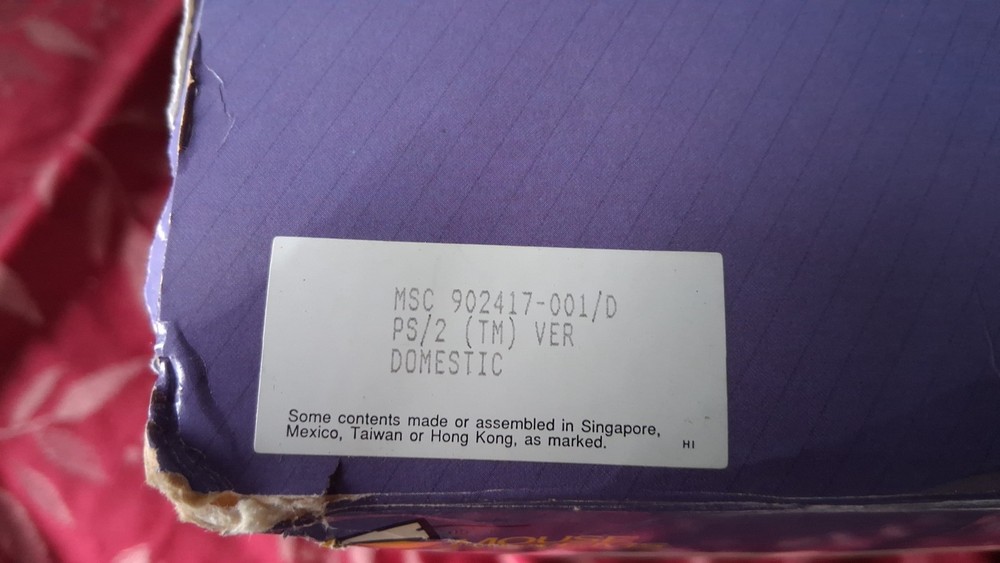 MSC 902417-001/D
PS/2 (TM) VER
DOMESTIC
Some contents made or assembled in Singapore,
Mexico, Taiwan or Hong Kong, as marked.
HI
MOUSE